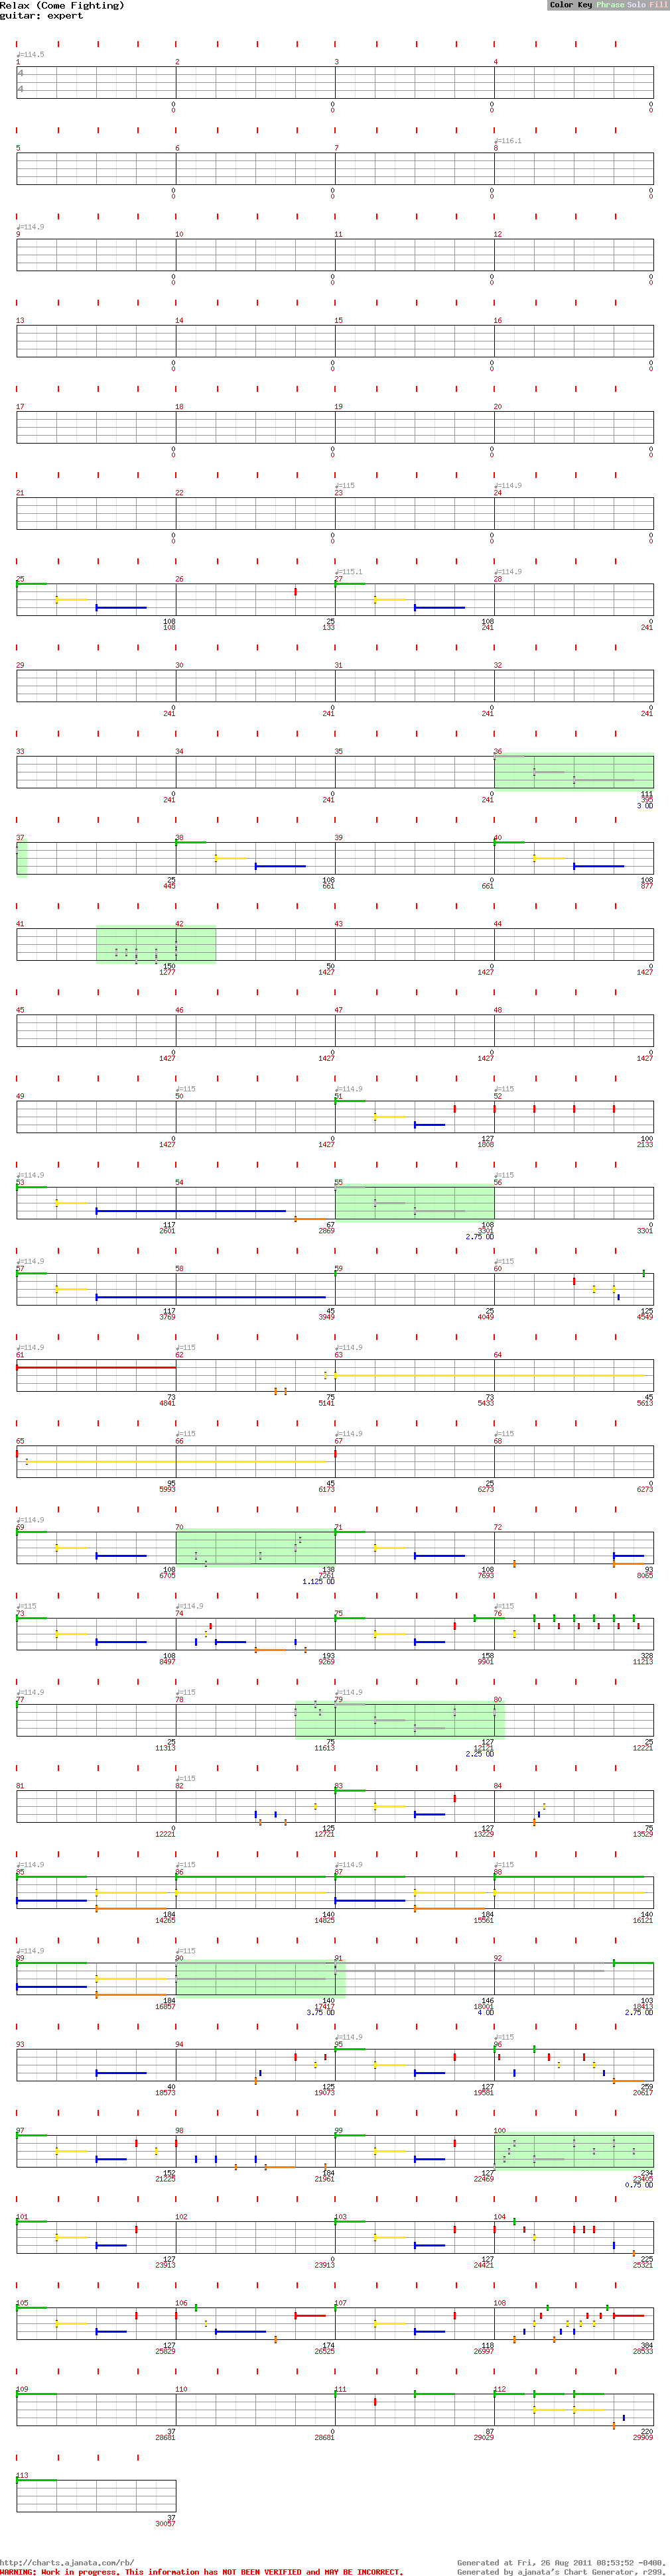 Relax (Come Fighting)
Color Key Phrase Solo Fill
guitar: expert
♩=114.5
1 2 3 4
4
4
0 0 0 0
0 0 0 0
♩=116.1
5 6 7 8
0 0 0 0
0 0 0 0
♩=114.9
9 10 11 12
0 0 0 0
0 0 0 0
13 14 15 16
0 0 0 0
0 0 0 0
17 18 19 20
0 0 0 0
0 0 0 0
♩=115 ♩=114.9
21 22 23 24
0 0 0 0
0 0 0 0
♩=115.1 ♩=114.9
25 26 27 28
108 25 108 0
108 133 241 241
29 30 31 32
0 0 0 0
241 241 241 241
33 34 35 36
0 0 0 111
241 241 241 395
3 OD
37 38 39 40
25 108 0 108
445 661 661 877
41 42 43 44
150 50 0 0
1277 1427 1427 1427
45 46 47 48
0 0 0 0
1427 1427 1427 1427
♩=115 ♩=114.9 ♩=115
49 50 51 52
0 0 127 100
1427 1427 1808 2133
♩=114.9 ♩=115
53 54 55 56
117 67 108 0
2601 2869 3301 3301
2.75 OD
♩=114.9 ♩=115
57 58 59 60
117 45 25 125
3769 3949 4049 4549
♩=114.9 ♩=115 ♩=114.9
61 62 63 64
73 75 73 45
4841 5141 5433 5613
♩=115 ♩=114.9 ♩=115
65 66 67 68
95 45 25 0
5993 6173 6273 6273
♩=114.9
69 70 71 72
108 138 108 93
6705 7261 7693 8065
1.125 OD
♩=115 ♩=114.9 ♩=115
73 74 75 76
108 193 158 328
8497 9269 9901 11213
♩=114.9 ♩=115 ♩=114.9
77 78 79 80
25 75 127 25
11313 11613 12121 12221
2.25 OD
♩=115
81 82 83 84
0 125 127 75
12221 12721 13229 13529
♩=114.9 ♩=115 ♩=114.9 ♩=115
85 86 87 88
184 140 184 140
14265 14825 15561 16121
♩=114.9 ♩=115
89 90 91 92
184 140 146 103
16857 17417 18001 18413
3.75 OD 4 OD 2.75 OD
♩=114.9 ♩=115
93 94 95 96
40 125 127 259
18573 19073 19581 20617
97 98 99 100
152 184 127 234
21225 21961 22469 23405
0.75 OD
101 102 103 104
127 0 127 225
23913 23913 24421 25321
105 106 107 108
127 174 118 384
25829 26525 26997 28533
109 110 111 112
37 0 87 220
28681 28681 29029 29909
113
37
30057
http://charts.ajanata.com/rb/
Generated at Fri, 26 Aug 2011 08:53:52 -0400.
WARNING: Work in progress. This information has NOT BEEN VERIFIED and MAY BE INCORRECT.
Generated by ajanata's Chart Generator, r299.